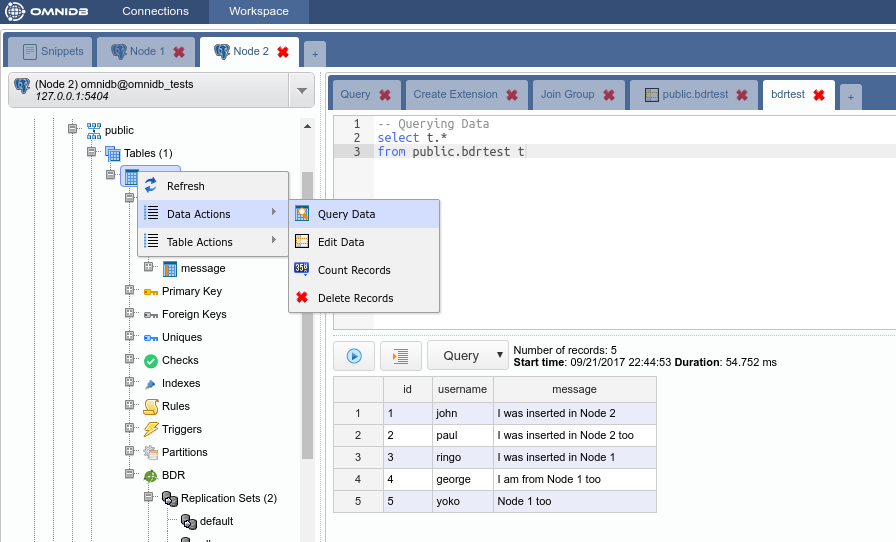 OMNIDB Connections Workspace
Snippets Node 1 Node 2 +
(Node 2) omnidb@omnidb_tests
127.0.0.1:5404
public
Tables (1)
Refresh
Data Actions
Table Actions
Query Data
Edit Data
Count Records
Delete Records
message
Primary Key
Foreign Keys
Uniques
Checks
Indexes
Rules
Triggers
Partitions
BDR
Replication Sets (2)
default
Query Create Extension Join Group public.bdrtest bdrtest +
1 -- Querying Data
2 select t.*
3 from public.bdrtest t
Query
Number of records: 5
Start time: 09/21/2017 22:44:53 Duration: 54.752 ms
id username message
1 1 john I was inserted in Node 2
2 2 paul I was inserted in Node 2 too
3 3 ringo I was inserted in Node 1
4 4 george I am from Node 1 too
5 5 yoko Node 1 too